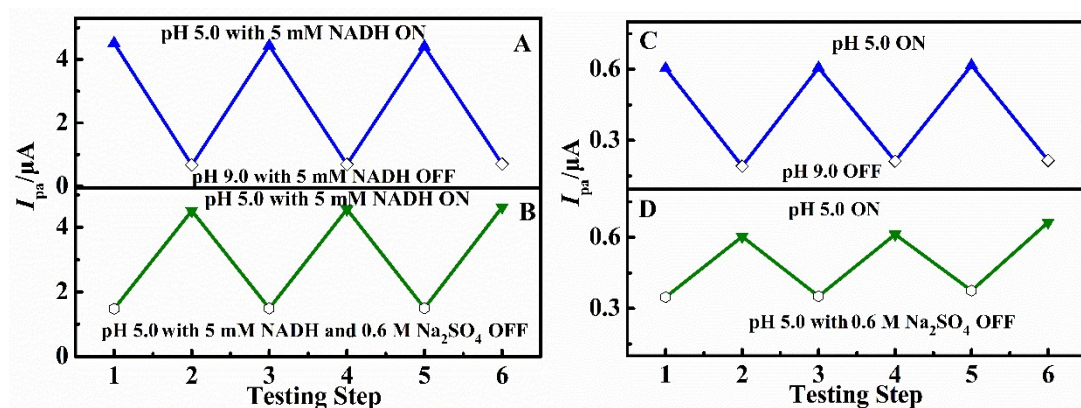 pH 5.0 with 5 mM NADH ON
A
4
2
0
pH 9.0 with 5 mM NADH OFF
pH 5.0 with 5 mM NADH ON
B
4
2
0
pH 5.0 with 5 mM NADH and 0.6 M Na₂SO₄ OFF
1 2 3 4 5 6
Testing Step
Iₚₐ/μA
C
pH 5.0 ON
0.6
0.3
pH 9.0 OFF
pH 5.0 ON
D
0.6
0.3
pH 5.0 with 0.6 M Na₂SO₄ OFF
1 2 3 4 5 6
Testing Step
Iₚₐ/μA